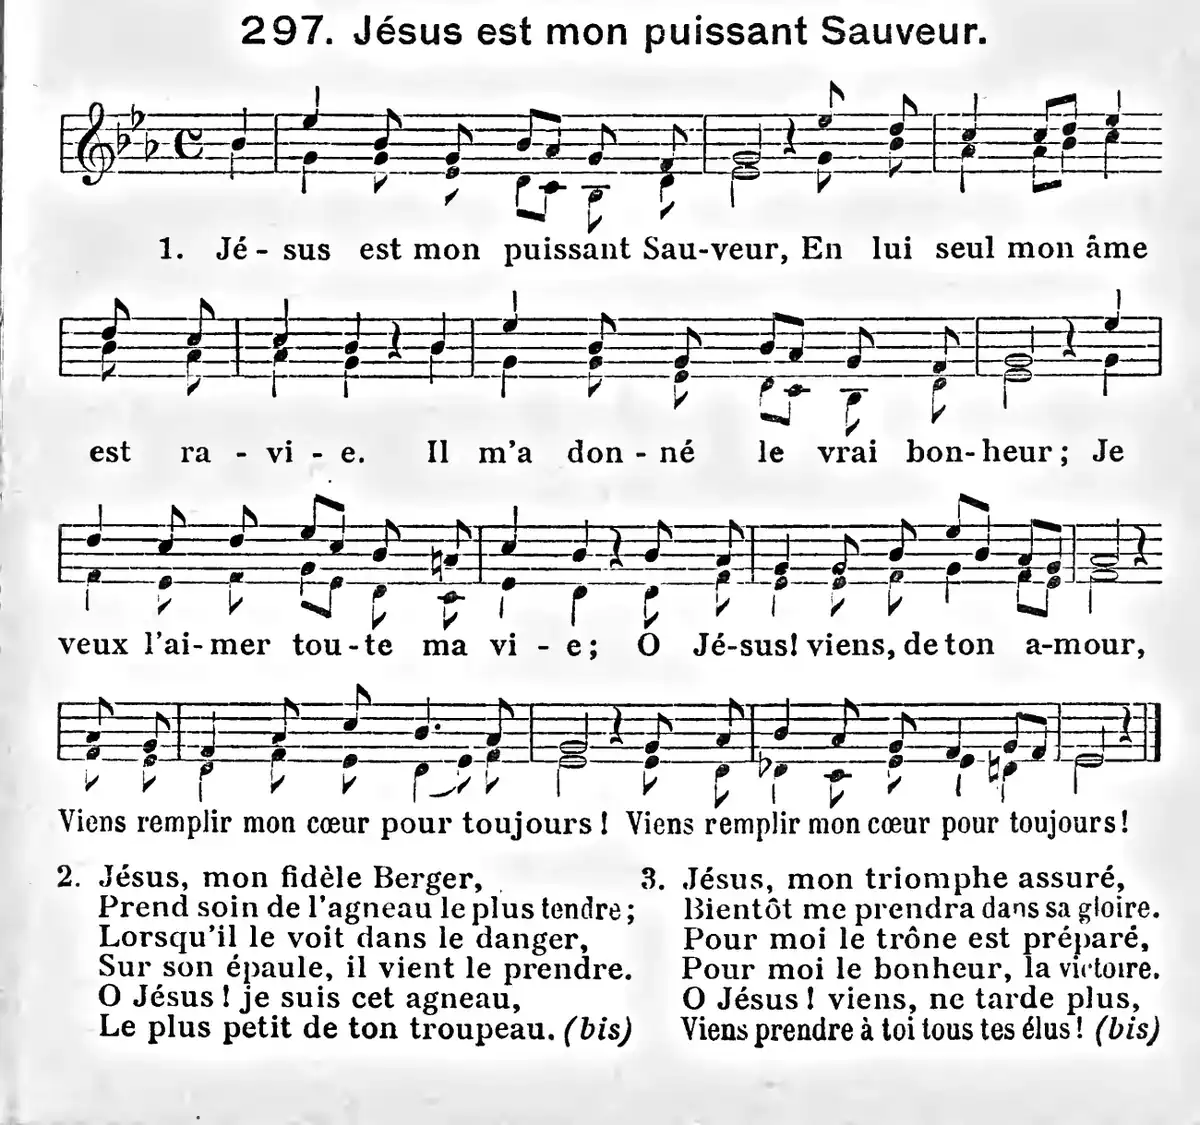 297. Jésus est mon puissant Sauveur.
1. Jé - sus est mon puissant Sau-veur, En lui seul mon âme
est ra - vi - e. Il m'a don - né le vrai bon-heur; Je
veux l'ai-mer tou-te ma vi - e; O Jé-sus! viens, de ton a-mour,
Viens remplir mon cœur pour toujours! Viens remplir mon cœur pour toujours!
2. Jésus, mon fidèle Berger,
Prend soin de l'agneau le plus tendre;
Lorsqu'il le voit dans le danger,
Sur son épaule, il vient le prendre.
O Jésus! je suis cet agneau,
Le plus petit de ton troupeau. (bis)
3. Jésus, mon triomphe assuré,
Bientôt me prendra dans sa gloire.
Pour moi le trône est préparé,
Pour moi le bonheur, la victoire.
O Jésus! viens, ne tarde plus,
Viens prendre à toi tous tes élus! (bis)